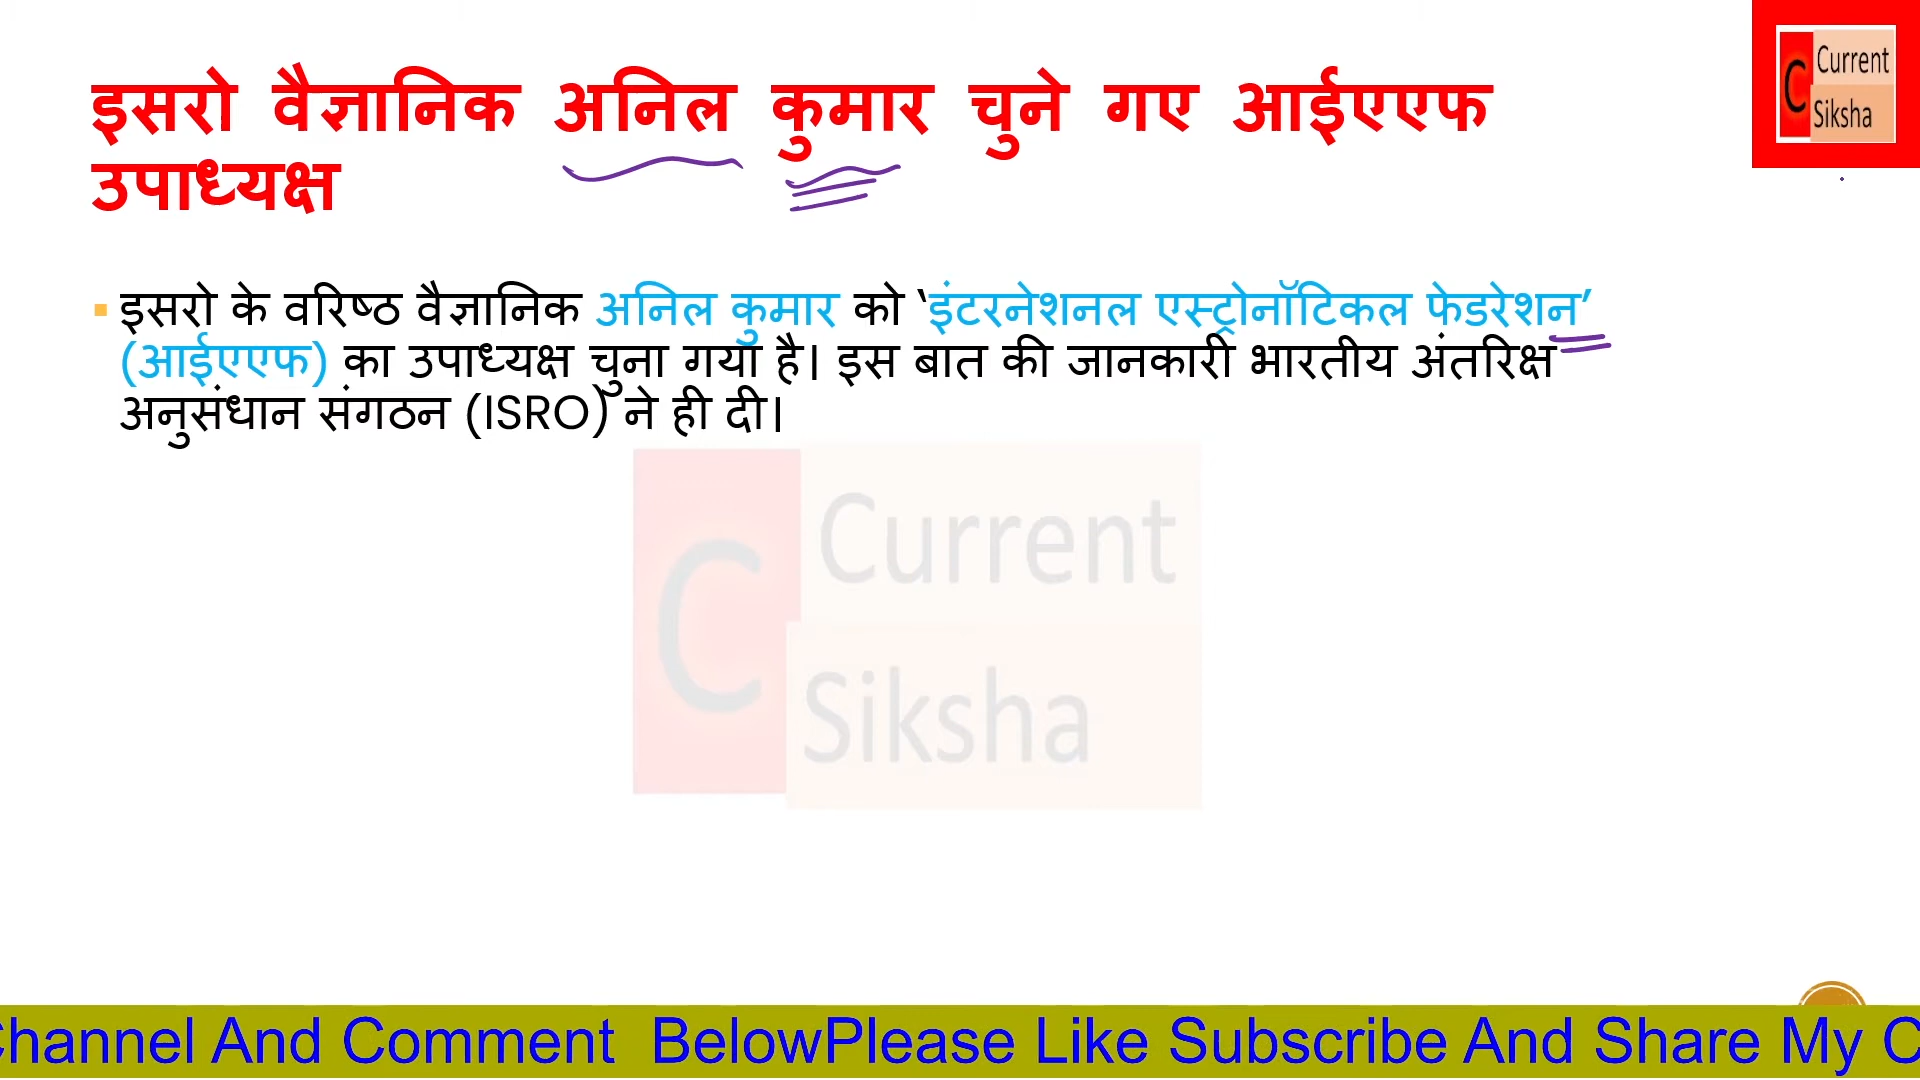 इसरो वैज्ञानिक अनिल कुमार चुने गए आईएएफ
उपाध्यक्ष
C Current
Siksha
▪ इसरो के वरिष्ठ वैज्ञानिक अनिल कुमार को ‘इंटरनेशनल एस्ट्रोनॉटिकल फेडरेशन’
(आईएएफ) का उपाध्यक्ष चुना गया है। इस बात की जानकारी भारतीय अंतरिक्ष
अनुसंधान संगठन (ISRO) ने ही दी।
C Current
Siksha
Channel And Comment BelowPlease Like Subscribe And Share My C